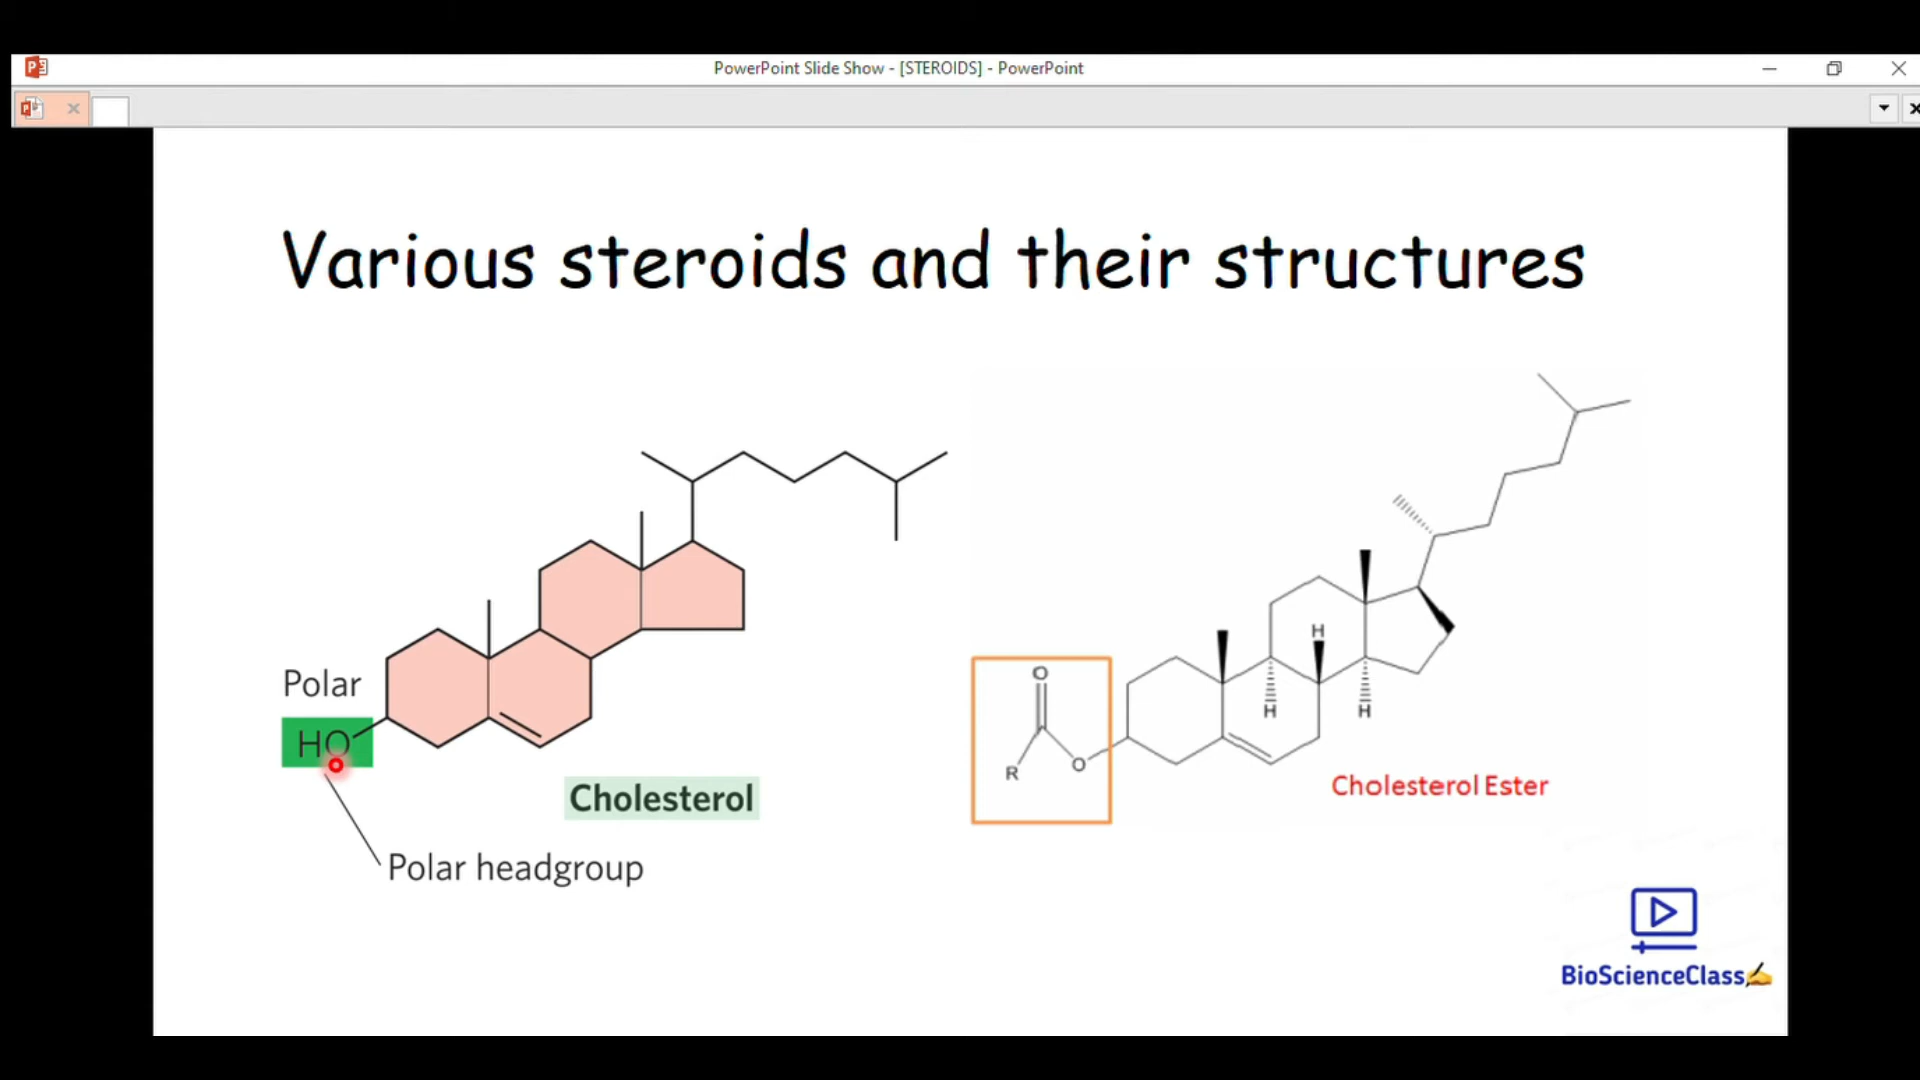 PowerPoint Slide Show - [STEROIDS] - PowerPoint
Various steroids and their structures
Polar
HO
Cholesterol
Polar headgroup
O
R
O
H
H
H
Cholesterol Ester
BioScienceClass